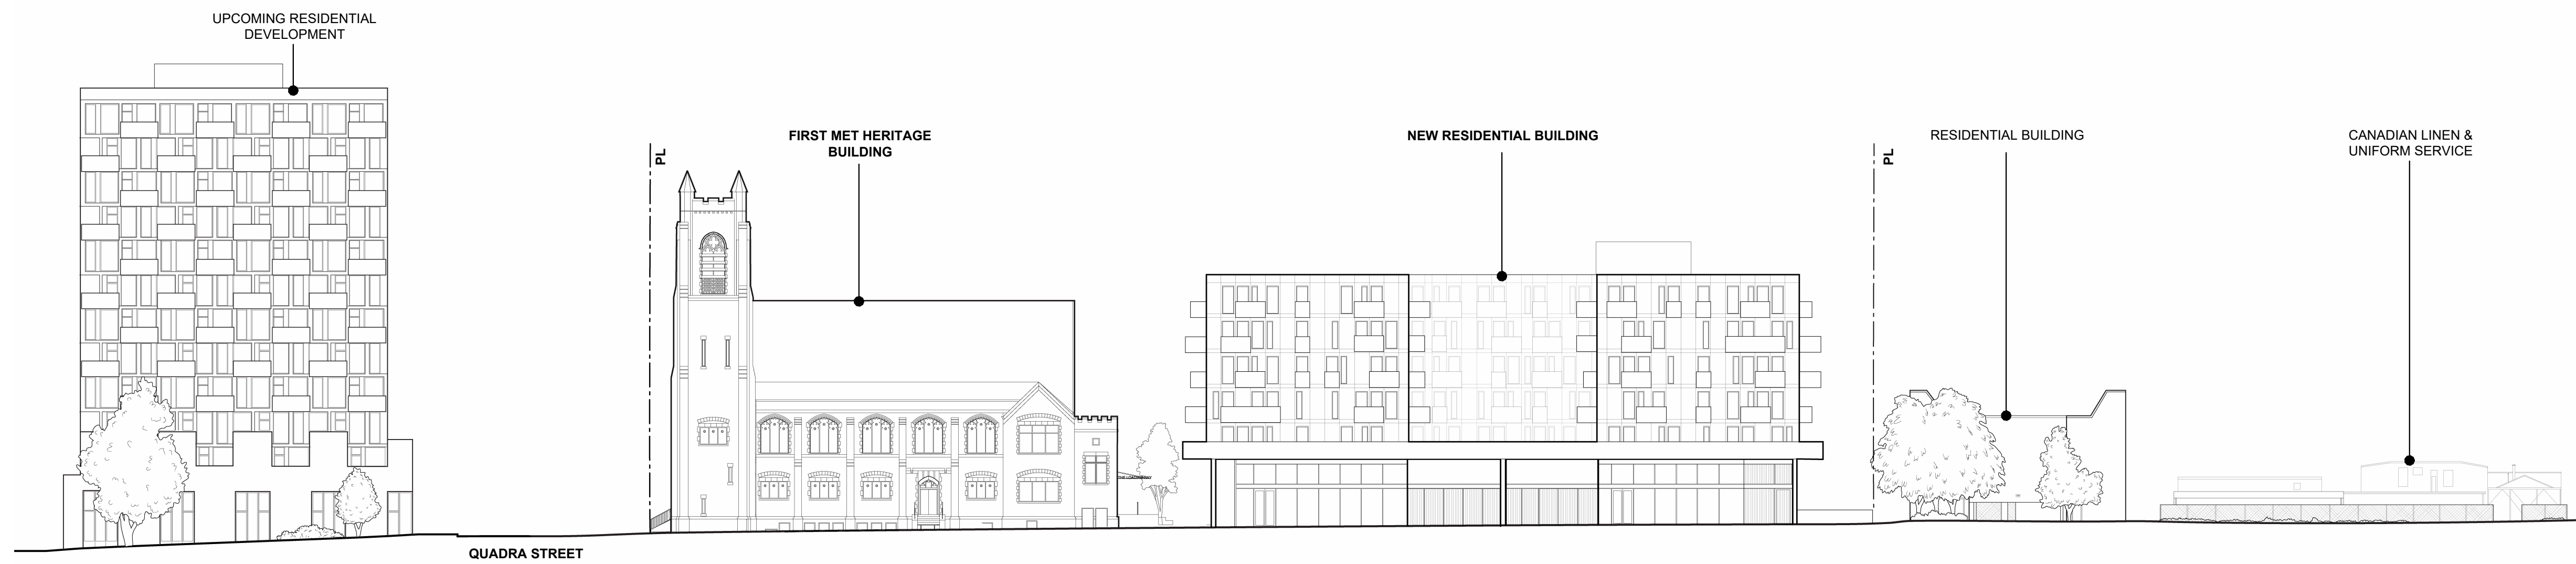 UPCOMING RESIDENTIAL
DEVELOPMENT
PL
FIRST MET HERITAGE
BUILDING
NEW RESIDENTIAL BUILDING
PL
RESIDENTIAL BUILDING
CANADIAN LINEN &
UNIFORM SERVICE
QUADRA STREET